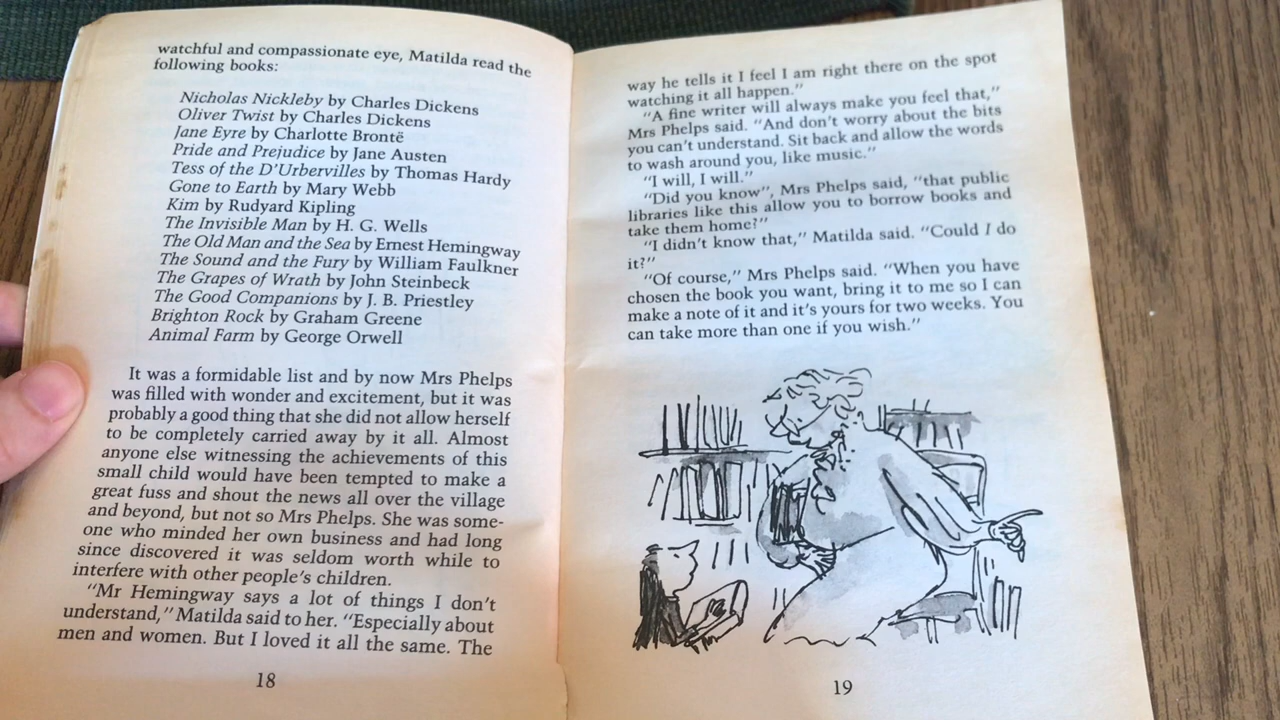 watchful and compassionate eye, Matilda read the
following books:
Nicholas Nickleby by Charles Dickens
Oliver Twist by Charles Dickens
Jane Eyre by Charlotte Brontë
Pride and Prejudice by Jane Austen
Tess of the D'Urbervilles by Thomas Hardy
Gone to Earth by Mary Webb
Kim by Rudyard Kipling
The Invisible Man by H. G. Wells
The Old Man and the Sea by Ernest Hemingway
The Sound and the Fury by William Faulkner
The Grapes of Wrath by John Steinbeck
The Good Companions by J. B. Priestley
Brighton Rock by Graham Greene
Animal Farm by George Orwell
It was a formidable list and by now Mrs Phelps
was filled with wonder and excitement, but it was
probably a good thing that she did not allow herself
to be completely carried away by it all. Almost
anyone else witnessing the achievements of this
small child would have been tempted to make a
great fuss and shout the news all over the village
and beyond, but not so Mrs Phelps. She was some-
one who minded her own business and had long
since discovered it was seldom worth while to
interfere with other people's children.
"Mr Hemingway says a lot of things I don't
understand," Matilda said to her. "Especially about
men and women. But I loved it all the same. The
18
way he tells it I feel I am right there on the spot
watching it all happen."
"A fine writer will always make you feel that,"
Mrs Phelps said. "And don't worry about the bits
you can't understand. Sit back and allow the words
to wash around you, like music."
"I will, I will."
"Did you know", Mrs Phelps said, "that public
libraries like this allow you to borrow books and
take them home?"
"I didn't know that," Matilda said. "Could I do
it?"
"Of course," Mrs Phelps said. "When you have
chosen the book you want, bring it to me so I can
make a note of it and it's yours for two weeks. You
can take more than one if you wish."
19